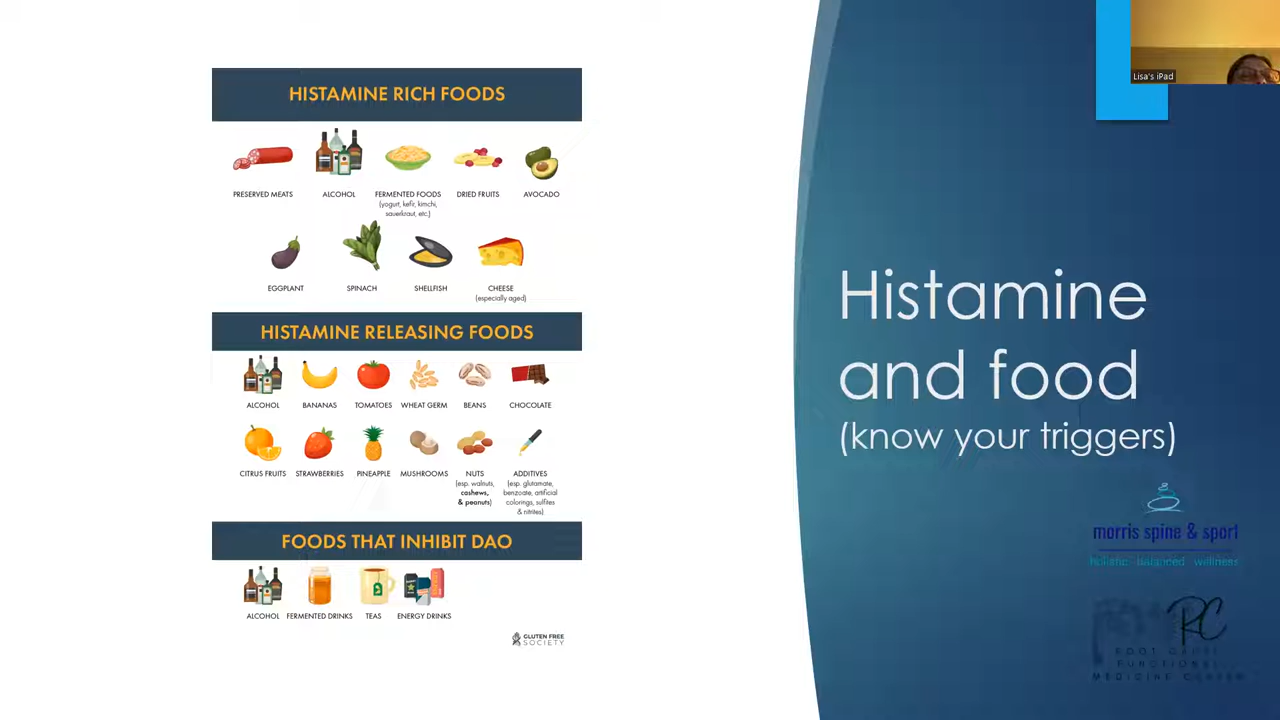 HISTAMINE RICH FOODS
PRESERVED MEATS
ALCOHOL
FERMENTED FOODS
(yogurt, kefir, kimchi,
sauerkraut, etc.)
DRIED FRUITS
AVOCADO
EGGPLANT
SPINACH
SHELLFISH
CHEESE
(especially aged)
HISTAMINE RELEASING FOODS
ALCOHOL
BANANAS
TOMATOES
WHEAT GERM
BEANS
CHOCOLATE
CITRUS FRUITS
STRAWBERRIES
PINEAPPLE
MUSHROOMS
NUTS
(esp. walnuts,
cashews,
& peanuts)
ADDITIVES
(esp. glutamate,
benzoate, artificial
colorings, sulfites
& nitrites)
FOODS THAT INHIBIT DAO
ALCOHOL
FERMENTED DRINKS
TEAS
ENERGY DRINKS
GLUTEN FREE
SOCIETY
Lisa's iPad
Histamine
and food
(know your triggers)
morris spine & sport
holistic balanced wellness
RC
FUNCTIONAL
MEDICINE CENTER